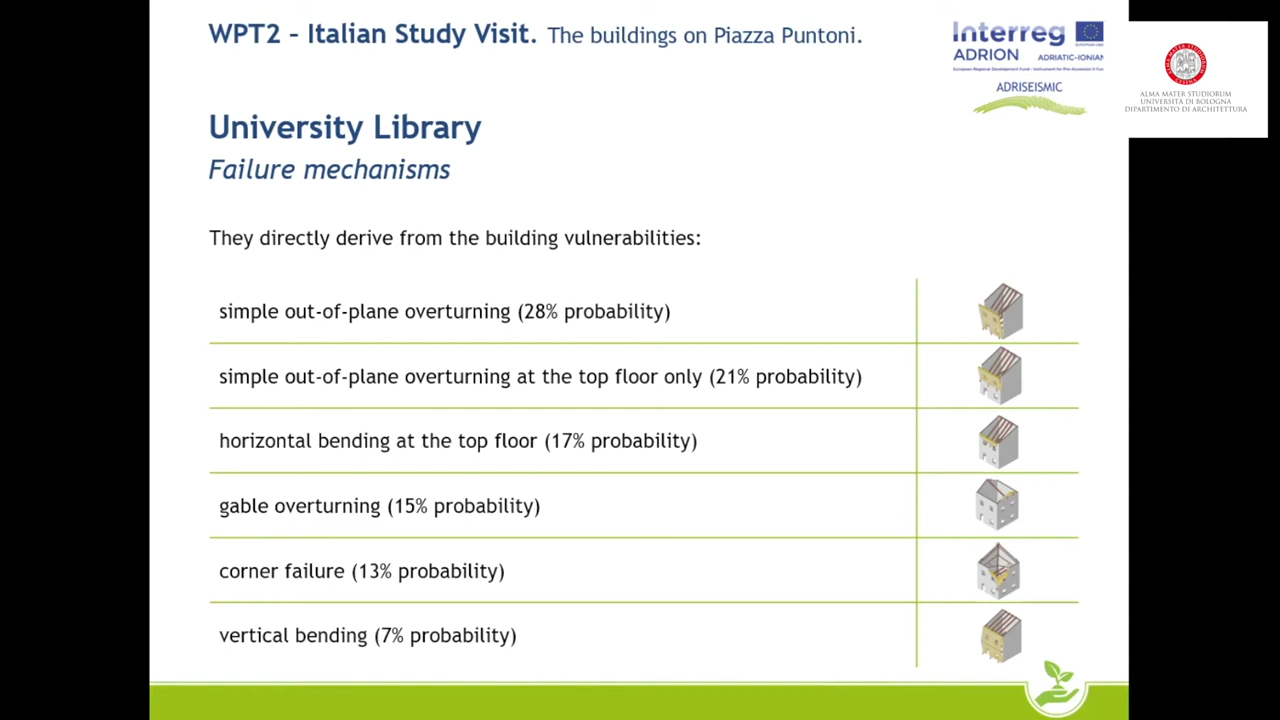 WPT2 – Italian Study Visit. The buildings on Piazza Puntoni.
Interreg
ADRION ADRIATIC-IONIAN
ADRISEISMIC
ALMA MATER STUDIORUM
UNIVERSITÀ DI BOLOGNA
DIPARTIMENTO DI ARCHITETTURA
University Library
Failure mechanisms
They directly derive from the building vulnerabilities:
simple out-of-plane overturning (28% probability)
simple out-of-plane overturning at the top floor only (21% probability)
horizontal bending at the top floor (17% probability)
gable overturning (15% probability)
corner failure (13% probability)
vertical bending (7% probability)